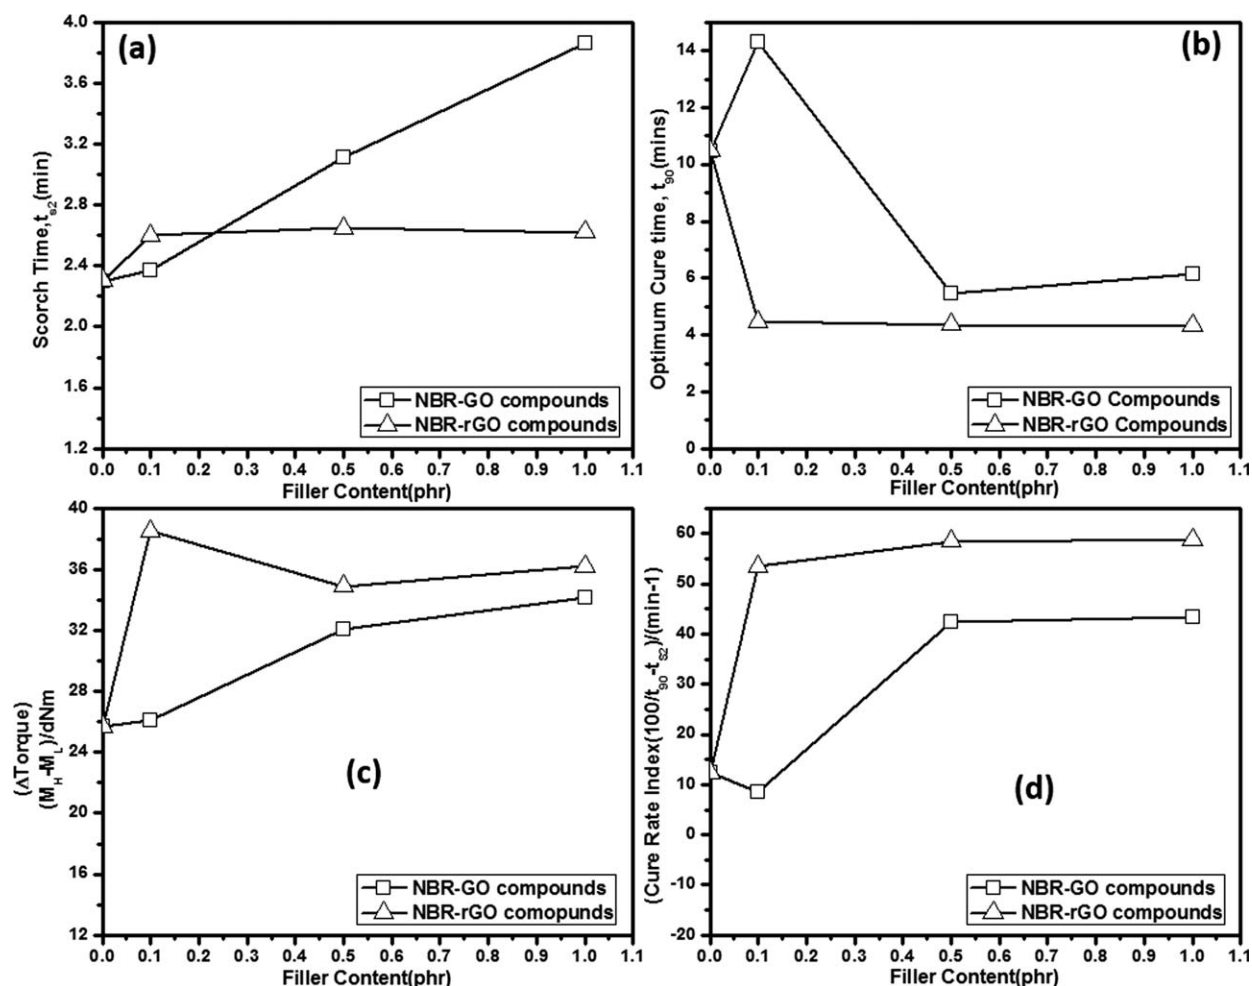 (a)
4.0
3.6
3.2
2.8
2.4
2.0
1.6
1.2
Scorch Time,ts2(min)
NBR-GO compounds
NBR-rGO compounds
0.0 0.1 0.2 0.3 0.4 0.5 0.6 0.7 0.8 0.9 1.0 1.1
Filler Content(phr)
(b)
14
12
10
8
6
4
2
0
Optimum Cure time, t90(mins)
NBR-GO Compounds
NBR-rGO Compounds
0.0 0.1 0.2 0.3 0.4 0.5 0.6 0.7 0.8 0.9 1.0 1.1
Filler Content(phr)
40
36
32
28
24
20
16
12
(ΔTorque)
(MH-ML)/dNm
(c)
NBR-GO compounds
NBR-rGO comopunds
0.0 0.1 0.2 0.3 0.4 0.5 0.6 0.7 0.8 0.9 1.0 1.1
Filler Content(phr)
60
50
40
30
20
10
0
-10
-20
(Cure Rate Index(100/t90-ts2)/(min-1)
(d)
NBR-GO compounds
NBR-rGO compounds
0.0 0.1 0.2 0.3 0.4 0.5 0.6 0.7 0.8 0.9 1.0 1.1
Filler Content(phr)